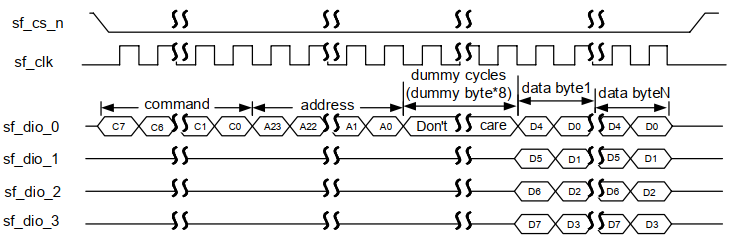 sf_cs_n
sf_clk
dummy cycles
(dummy byte*8)
command address data byte1 data byteN
sf_dio_0 C7 C6 C1 C0 A23 A22 A1 A0 Don't care D4 D0 D4 D0
sf_dio_1 D5 D1 D5 D1
sf_dio_2 D6 D2 D6 D2
sf_dio_3 D7 D3 D7 D3